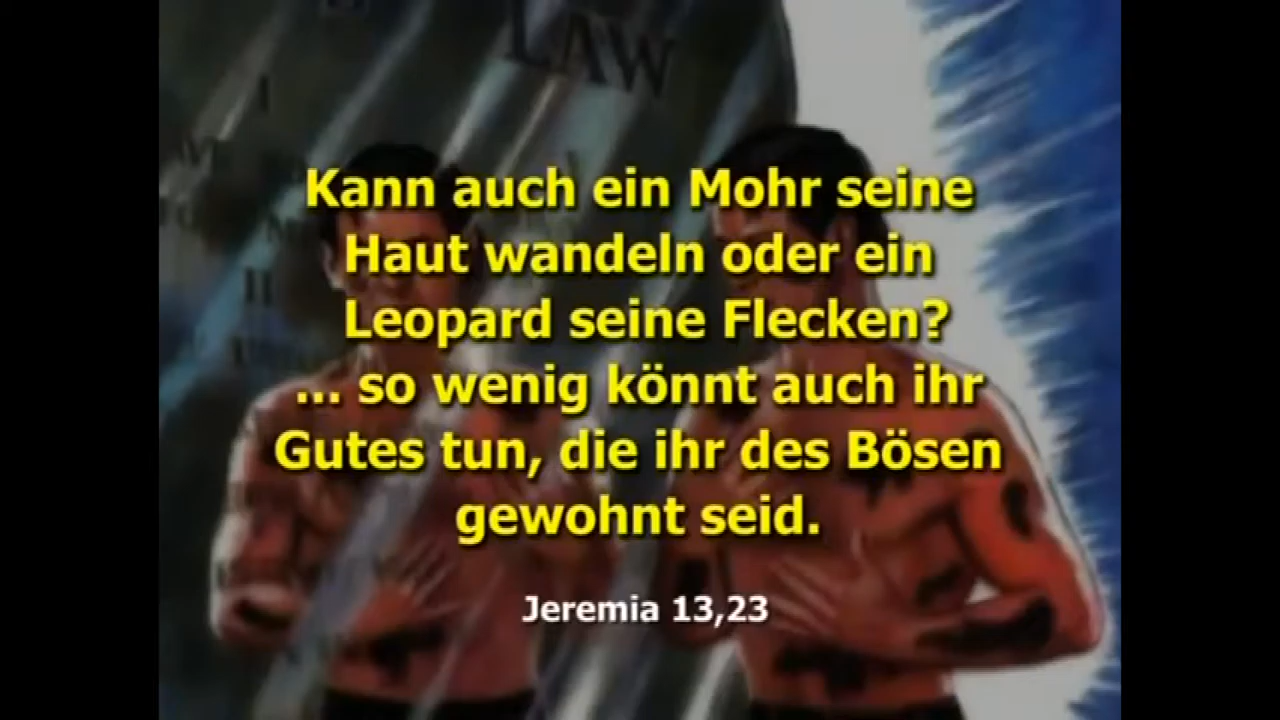 LAW
Kann auch ein Mohr seine
Haut wandeln oder ein
Leopard seine Flecken?
... so wenig könnt auch ihr
Gutes tun, die ihr des Bösen
gewohnt seid.
Jeremia 13,23